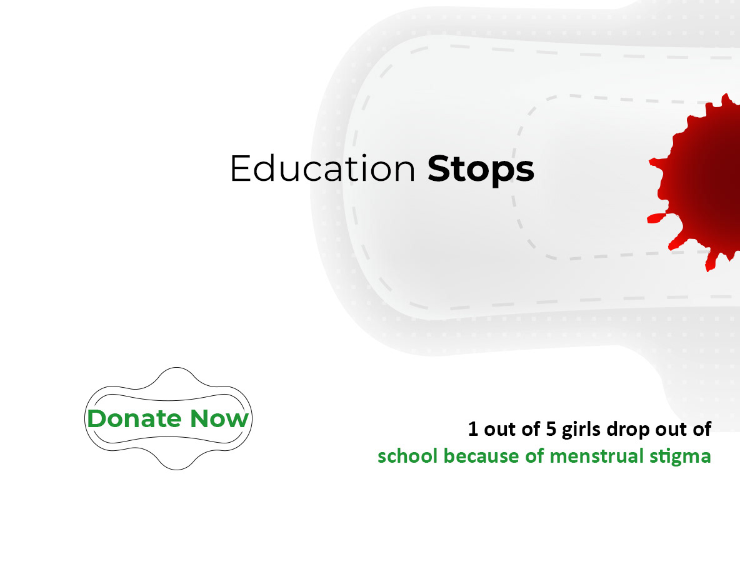 Education Stops
Donate Now
1 out of 5 girls drop out of
school because of menstrual stigma